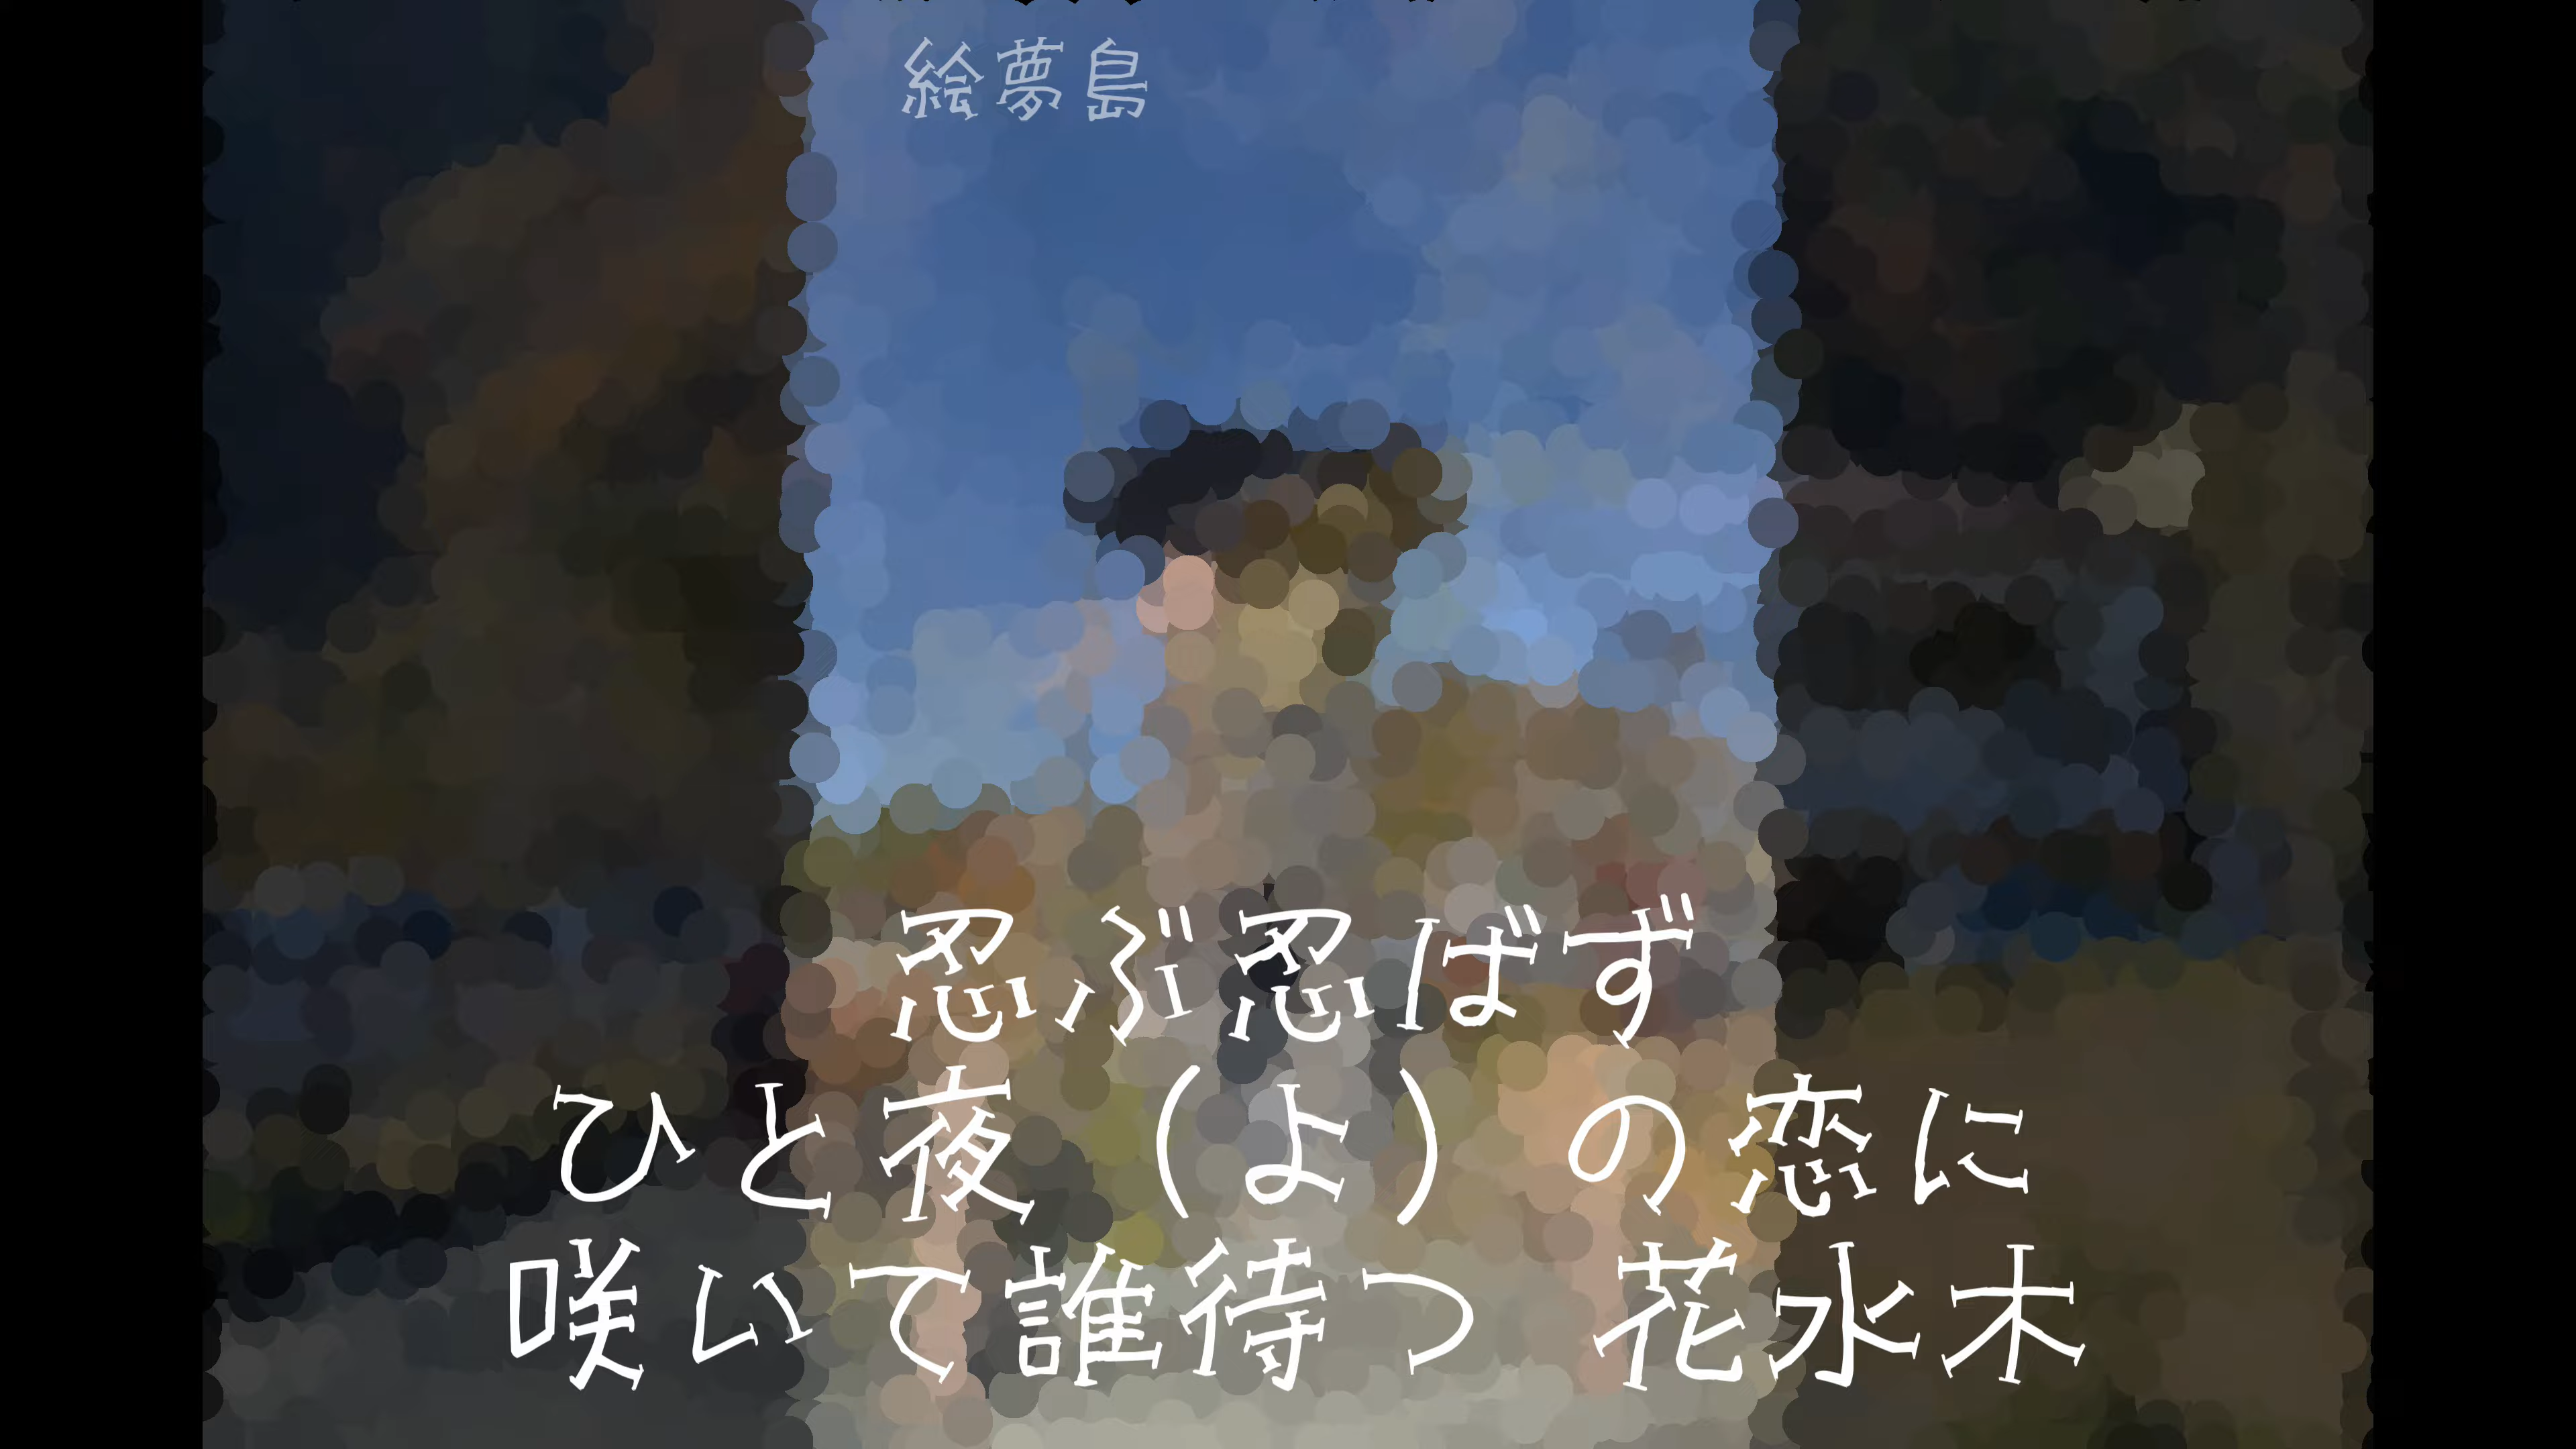 絵夢島
忍ぶ忍ばず
ひと夜（よ）の恋に
咲いて誰待つ 花水木